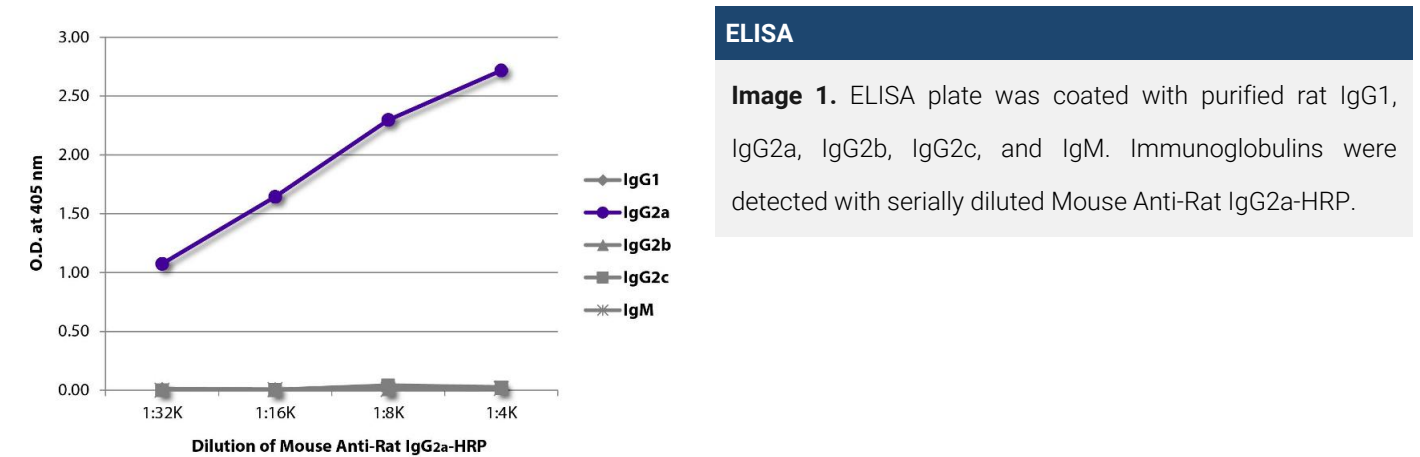 3.00
2.50
2.00
1.50
1.00
0.50
0.00
O.D. at 405 nm
1:32K
1:16K
1:8K
1:4K
Dilution of Mouse Anti-Rat IgG2a-HRP
IgG1
IgG2a
IgG2b
IgG2c
IgM
ELISA
Image 1. ELISA plate was coated with purified rat IgG1,
IgG2a, IgG2b, IgG2c, and IgM. Immunoglobulins were
detected with serially diluted Mouse Anti-Rat IgG2a-HRP.